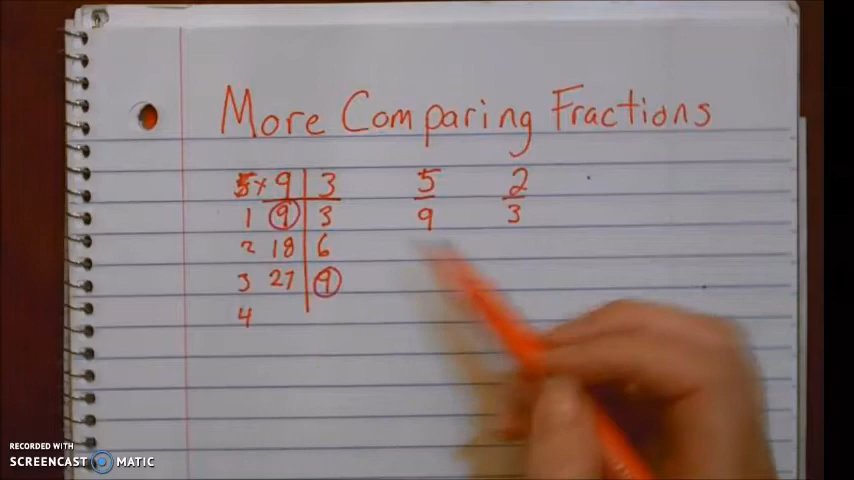 More Comparing Fractions
x 9 3 5/9 2/3
1 9 3
2 18 6
3 27 9
4
RECORDED WITH
SCREENCAST MATIC